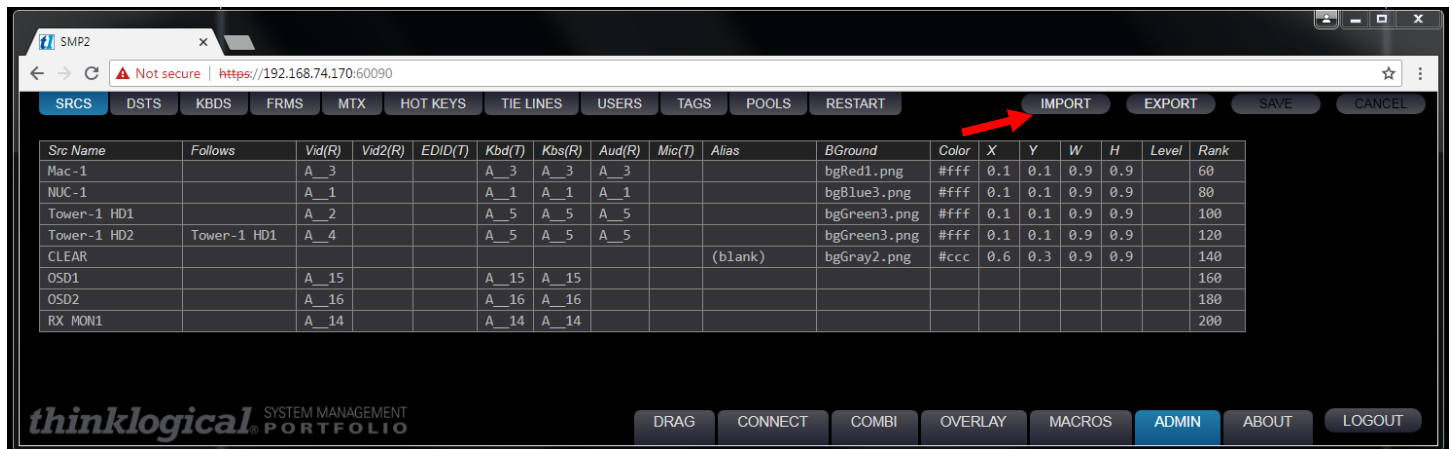 SMP2
Not secure | https://192.168.74.170:60090
SRCS DSTS KBDS FRMS MTX HOT KEYS TIE LINES USERS TAGS POOLS RESTART IMPORT EXPORT SAVE CANCEL
Src Name Follows Vid(R) Vid2(R) EDID(T) Kbd(T) Kbs(R) Aud(R) Mic(T) Alias BGround Color X Y W H Level Rank
Mac-1 A__3 A__3 A__3 A__3 bgRed1.png #fff 0.1 0.1 0.9 0.9 60
NUC-1 A__1 A__1 A__1 A__1 bgBlue3.png #fff 0.1 0.1 0.9 0.9 80
Tower-1 HD1 A__2 A__5 A__5 A__5 bgGreen3.png #fff 0.1 0.1 0.9 0.9 100
Tower-1 HD2 Tower-1 HD1 A__4 A__5 A__5 A__5 bgGreen3.png #fff 0.1 0.1 0.9 0.9 120
CLEAR (blank) bgGray2.png #ccc 0.6 0.3 0.9 0.9 140
OSD1 A__15 A__15 A__15 160
OSD2 A__16 A__16 A__16 180
RX MON1 A__14 A__14 A__14 200
thinklogical® SYSTEM MANAGEMENT
PORTFOLIO
DRAG CONNECT COMBI OVERLAY MACROS ADMIN ABOUT LOGOUT